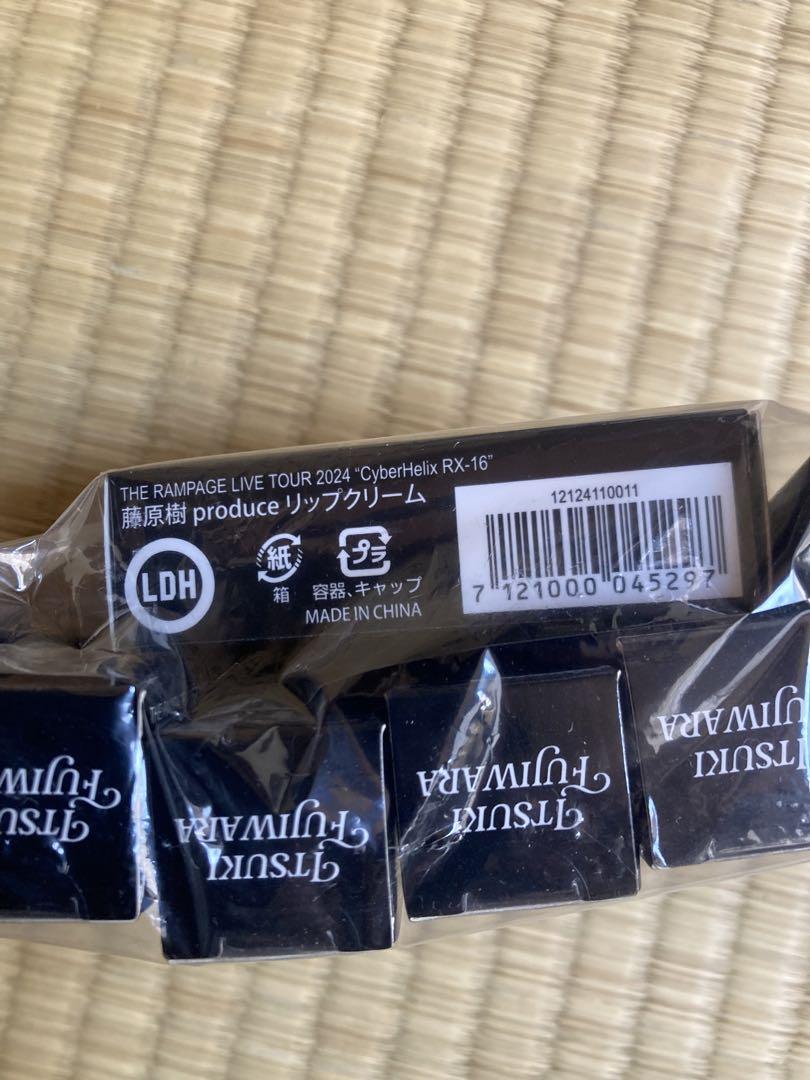 THE RAMPAGE LIVE TOUR 2024 “CyberHelix RX-16”
藤原樹 produce リップクリーム
LDH
紙
箱
プラ
容器、キャップ
MADE IN CHINA
12124110011
7 121000 045297
ITSUKI
FUJIWARA
ITSUKI
FUJIWARA
ITSUKI
FUJIWARA
ITSUKI
FUJIWARA